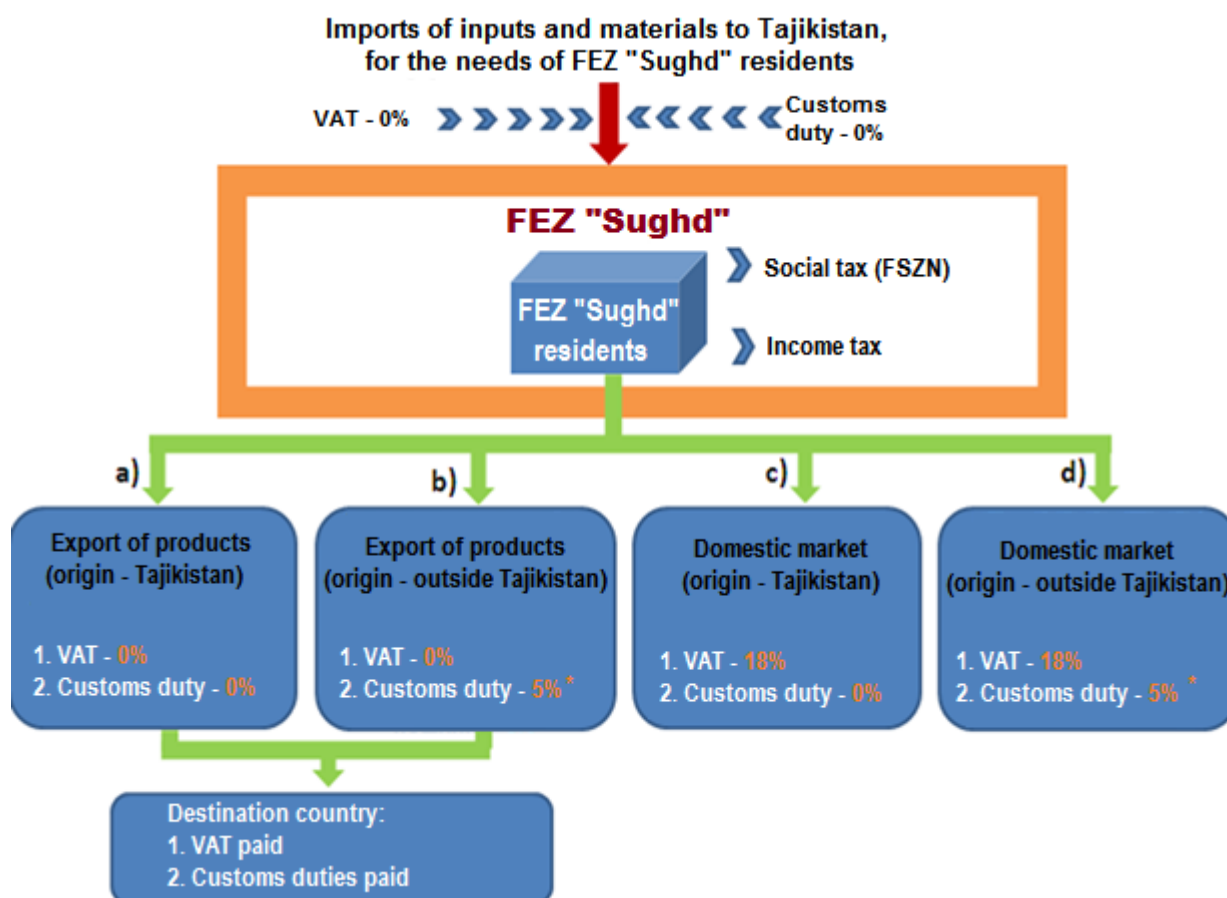 Imports of inputs and materials to Tajikistan,
for the needs of FEZ "Sughd" residents
VAT - 0%
Customs
duty - 0%
FEZ "Sughd"
FEZ "Sughd"
residents
Social tax (FSZN)
Income tax
a)
b)
c)
d)
Export of products
(origin - Tajikistan)
1. VAT - 0%
2. Customs duty - 0%
Export of products
(origin - outside Tajikistan)
1. VAT - 0%
2. Customs duty - 5% *
Domestic market
(origin - Tajikistan)
1. VAT - 18%
2. Customs duty - 0%
Domestic market
(origin - outside Tajikistan)
1. VAT - 18%
2. Customs duty - 5% *
Destination country:
1. VAT paid
2. Customs duties paid